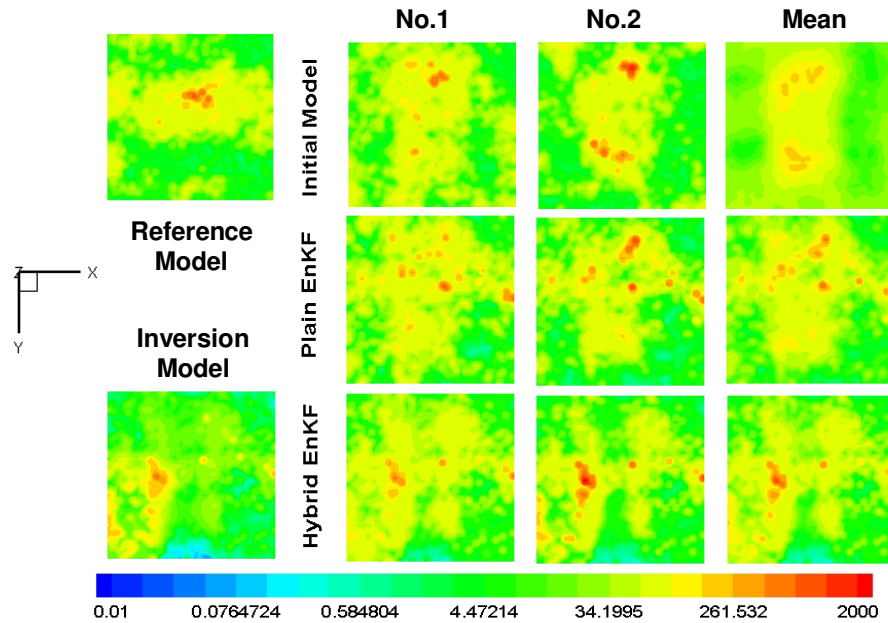 No.1
No.2
Mean
Initial Model
Reference
Model
Z
X
Y
Plain EnKF
Inversion
Model
Hybrid EnKF
0.01
0.0764724
0.584804
4.47214
34.1995
261.532
2000